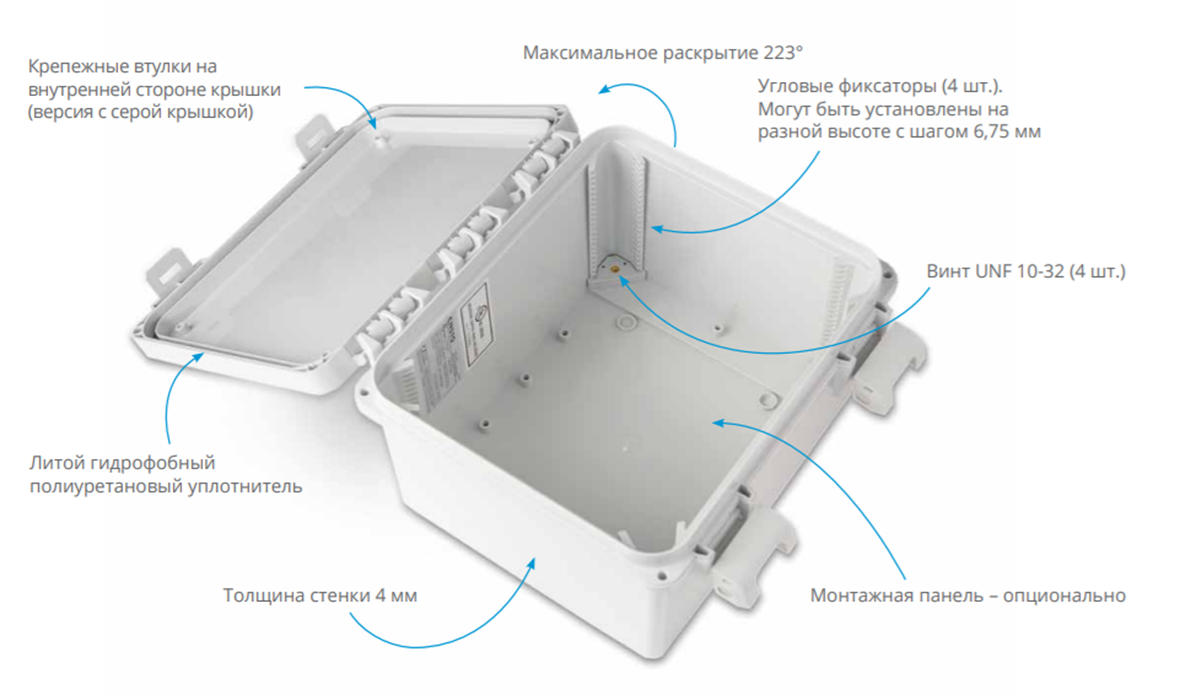 Максимальное раскрытие 223°
Крепежные втулки на
внутренней стороне крышки
(версия с серой крышкой)
Угловые фиксаторы (4 шт.).
Могут быть установлены на
разной высоте с шагом 6,75 мм
Винт UNF 10-32 (4 шт.)
Литой гидрофобный
полиуретановый уплотнитель
Толщина стенки 4 мм
Монтажная панель – опционально